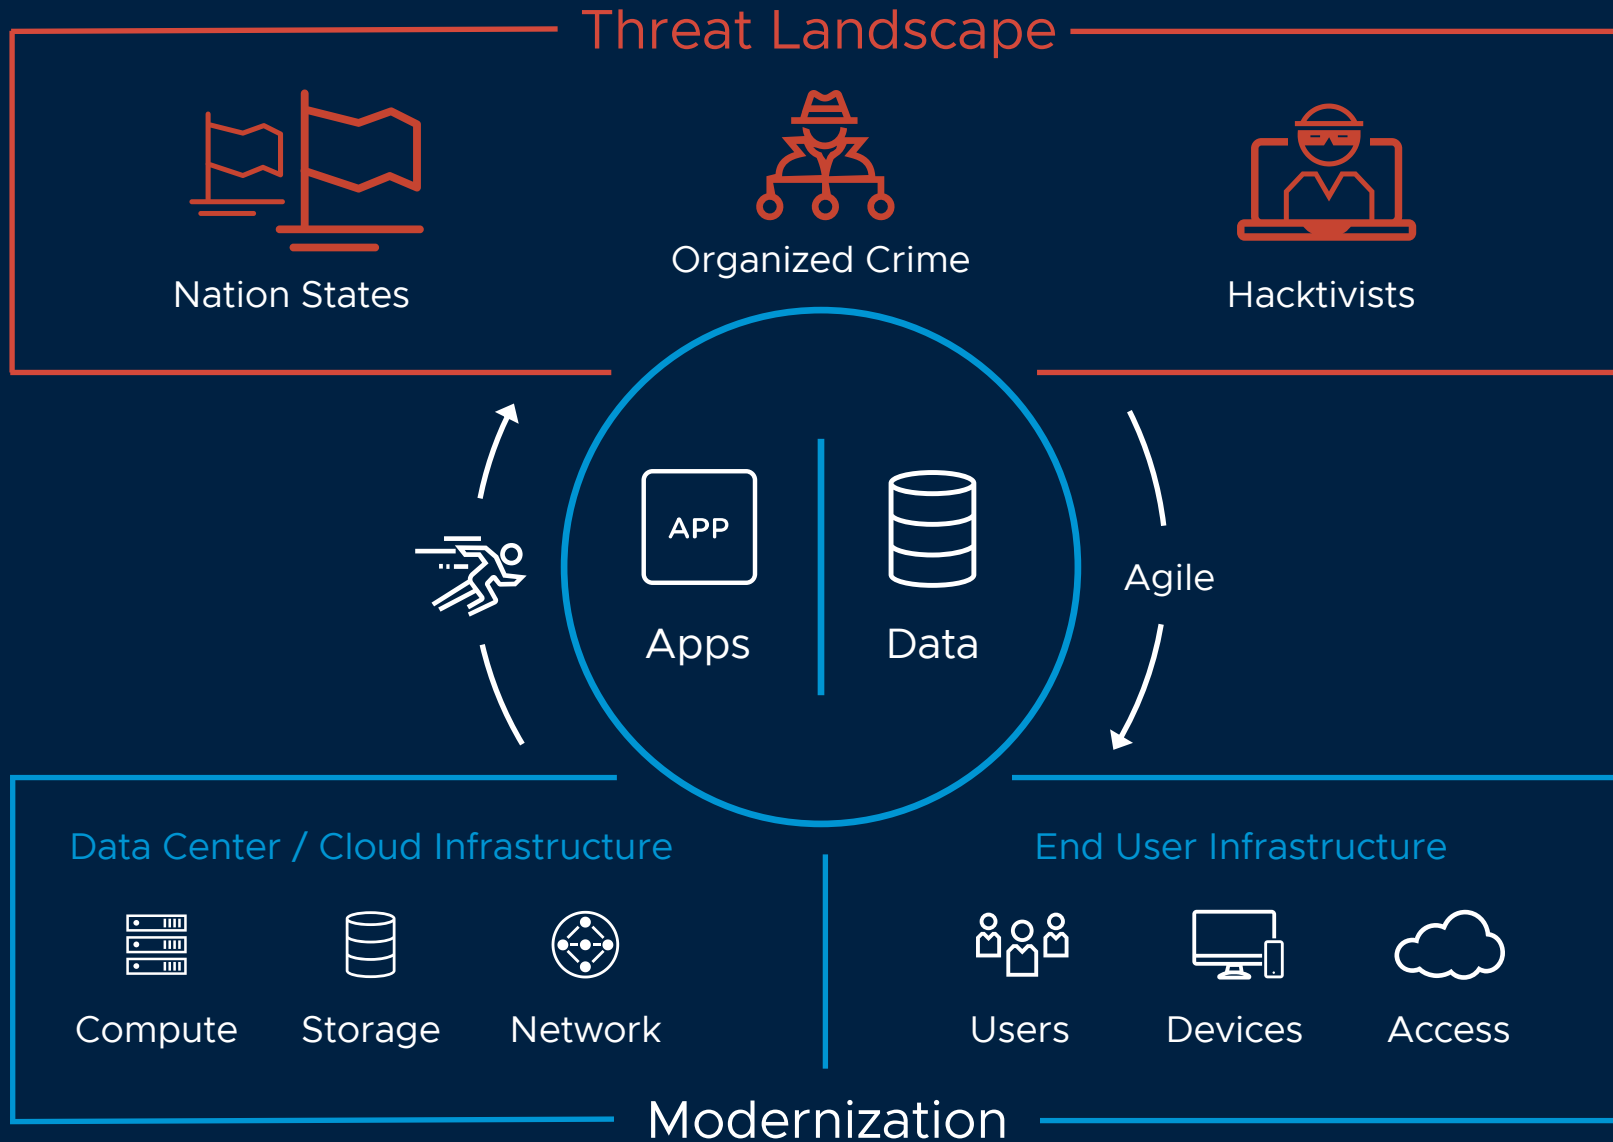 Threat Landscape
Nation States
Organized Crime
Hacktivists
APP
Apps
Data
Agile
Data Center / Cloud Infrastructure
End User Infrastructure
Compute
Storage
Network
Users
Devices
Access
Modernization